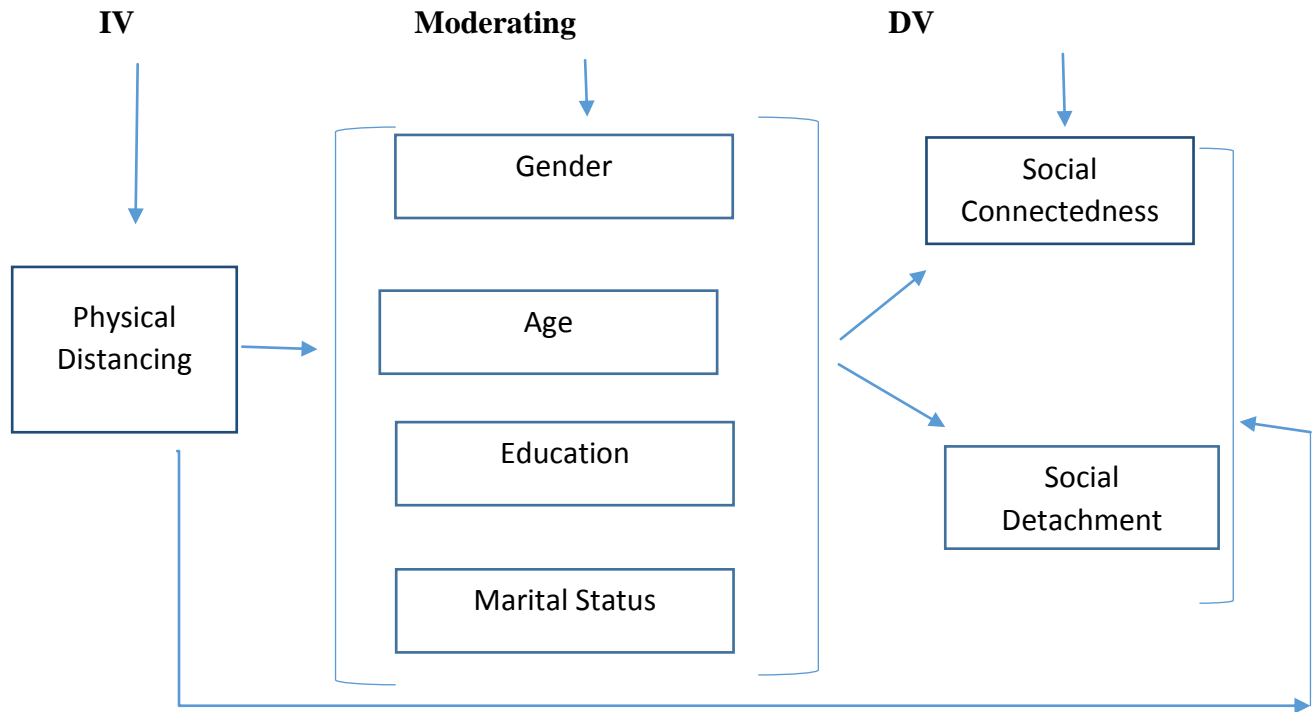 IV
Moderating
DV
Physical
Distancing
Gender
Age
Education
Marital Status
Social
Connectedness
Social
Detachment